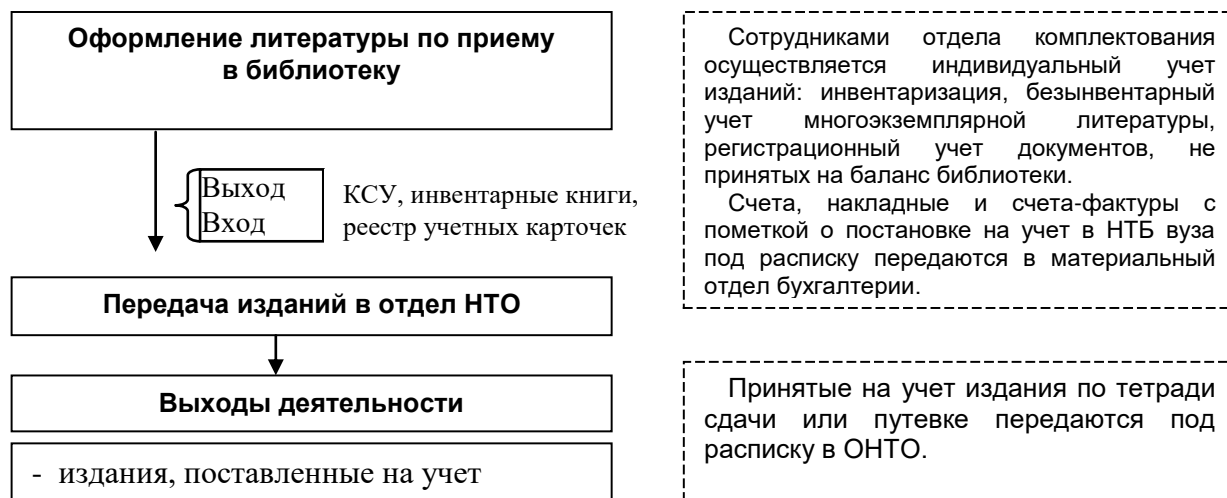 Оформление литературы по приему
в библиотеку
Выход
Вход
КСУ, инвентарные книги,
реестр учетных карточек
Передача изданий в отдел НТО
Выходы деятельности
- издания, поставленные на учет
Сотрудниками отдела комплектования
осуществляется индивидуальный учет
изданий: инвентаризация, безынвентарный
учет многоэкземплярной литературы,
регистрационный учет документов, не
принятых на баланс библиотеки.
Счета, накладные и счета-фактуры с
пометкой о постановке на учет в НТБ вуза
под расписку передаются в материальный
отдел бухгалтерии.
Принятые на учет издания по тетради
сдачи или путевке передаются под
расписку в ОНТО.